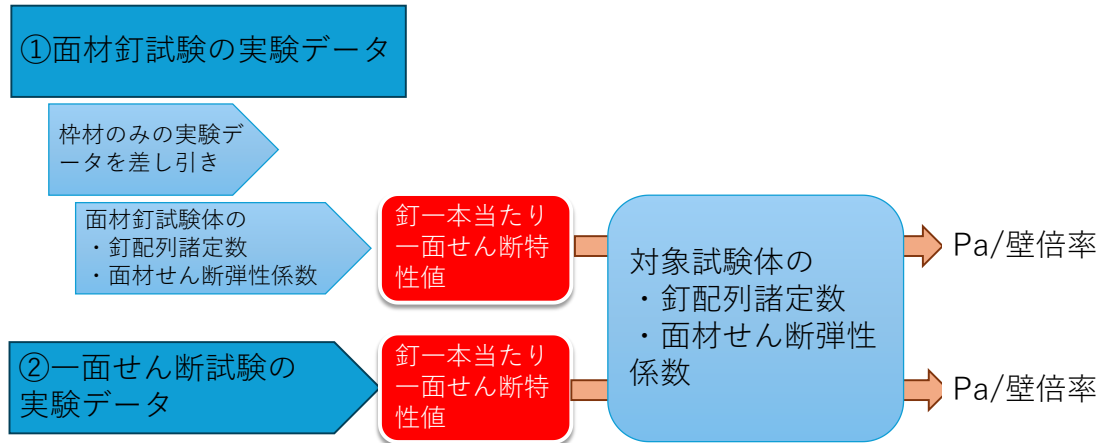 ①面材釘試験の実験データ
枠材のみの実験デ
ータを差し引き
面材釘試験体の
・釘配列諸定数
・面材せん断弾性係数
釘一本当たり
一面せん断特
性値
対象試験体の
・釘配列諸定数
・面材せん断弾性
係数
Pa/壁倍率
②一面せん断試験の
実験データ
釘一本当たり
一面せん断特
性値
Pa/壁倍率